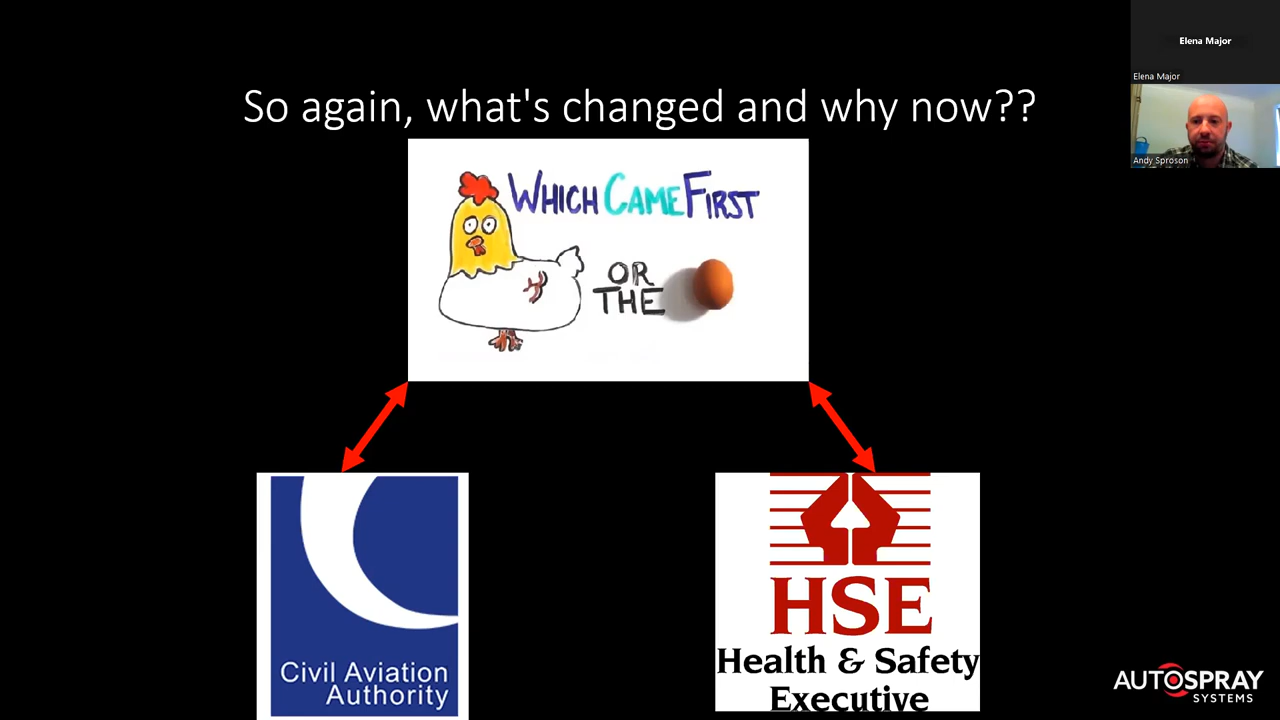 Elena Major
Elena Major
Andy Sproson
So again, what's changed and why now??
WHICH CAME FIRST
OR
THE
Civil Aviation
Authority
HSE
Health & Safety
Executive
AUTOSPRAY
SYSTEMS